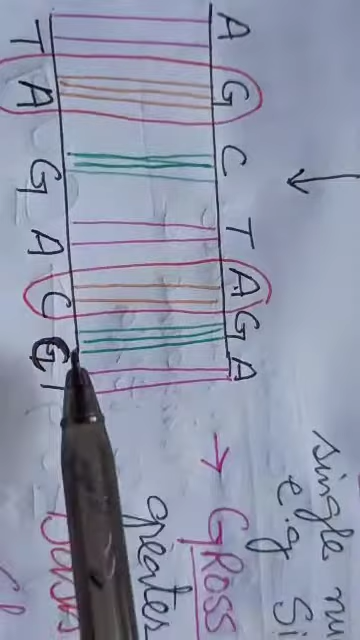 A G C T A G A
T A G A C
single
e.g Si
→ GROSS
greater